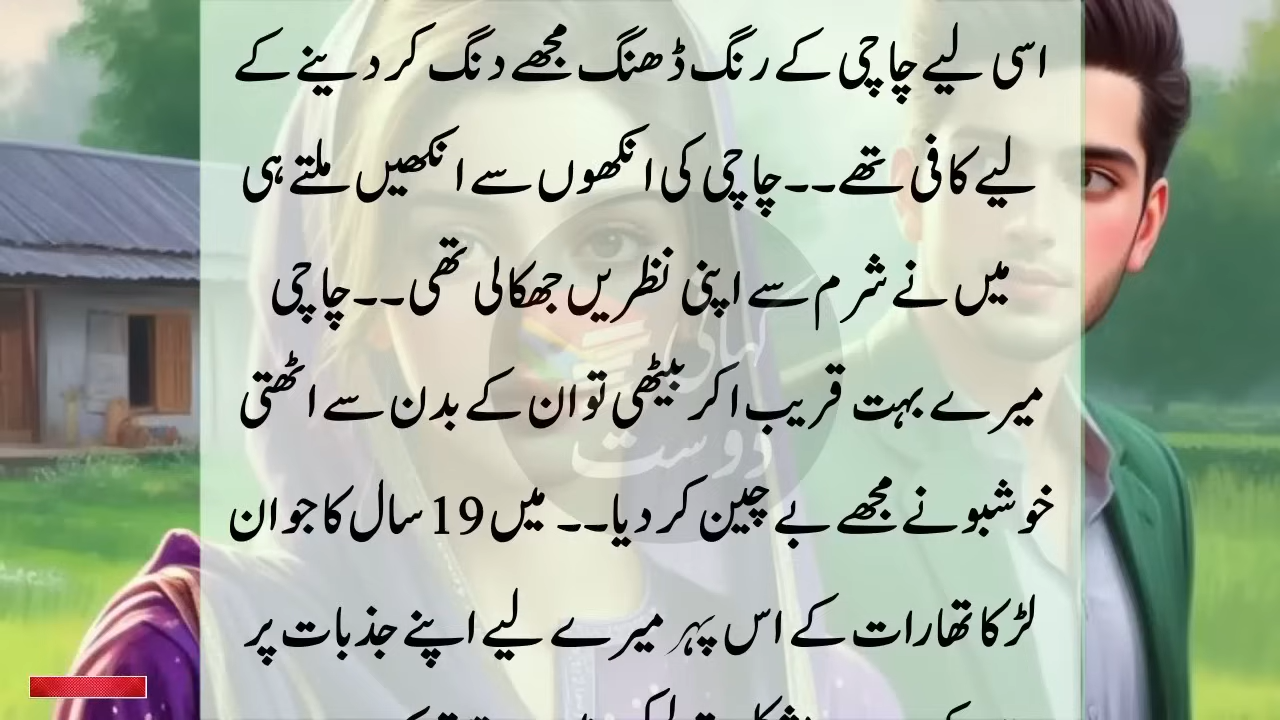 اسی لیے چاچی کے رنگ ڈھنگ مجھے دنگ کر دینے کے
لیے کافی تھے۔۔چاچی کی انکھوں سے انکھیں ملتے ہی
میں نے شرم سے اپنی نظریں جھکالی تھی۔۔چاچی
میرے بہت قریب اکر بیٹھی تو ان کے بدن سے اٹھتی
خوشبو نے مجھے بے چین کر دیا۔۔ میں 19 سال کا جوان
لڑکا تھا رات کے اس پہر میرے لیے اپنے جذبات پر
کہانی
دوست